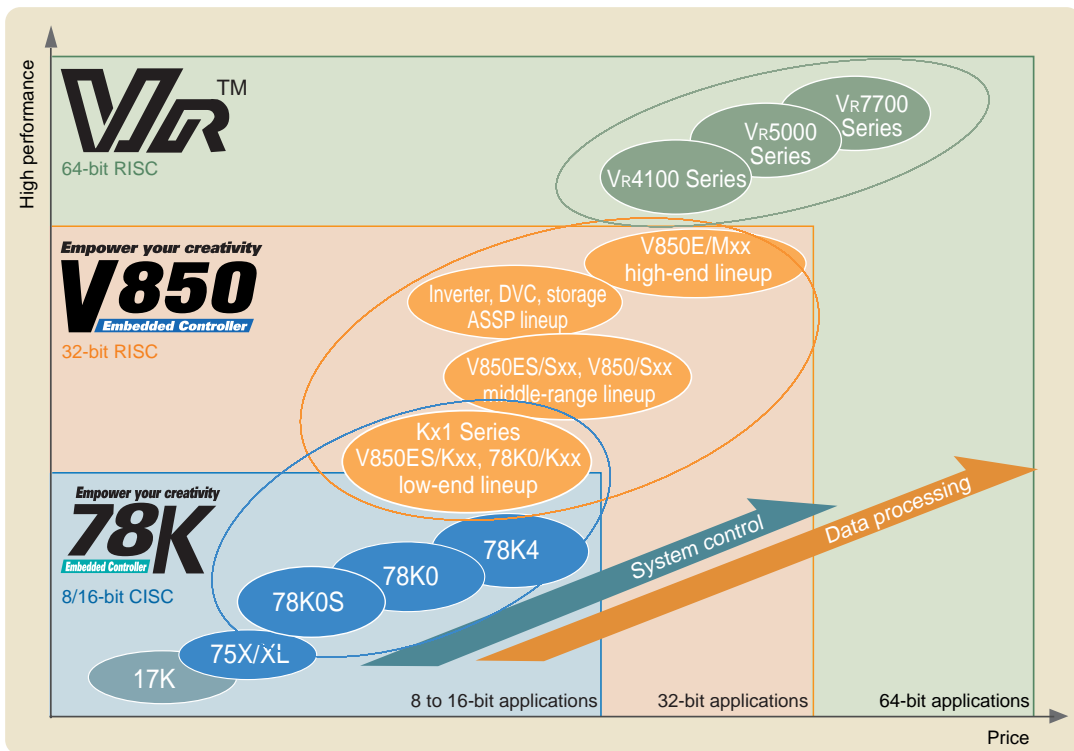 High performance
VR
TM
64-bit RISC
VR7700
Series
VR5000
Series
VR4100 Series
Empower your creativity
V850
Embedded Controller
32-bit RISC
V850E/Mxx
high-end lineup
Inverter, DVC, storage
ASSP lineup
V850ES/Sxx, V850/Sxx
middle-range lineup
Kx1 Series
V850ES/Kxx, 78K0/Kxx
low-end lineup
Empower your creativity
78K
Embedded Controller
8/16-bit CISC
78K4
78K0
78K0S
75X/XL
17K
System control
Data processing
8 to 16-bit applications
32-bit applications
64-bit applications
Price